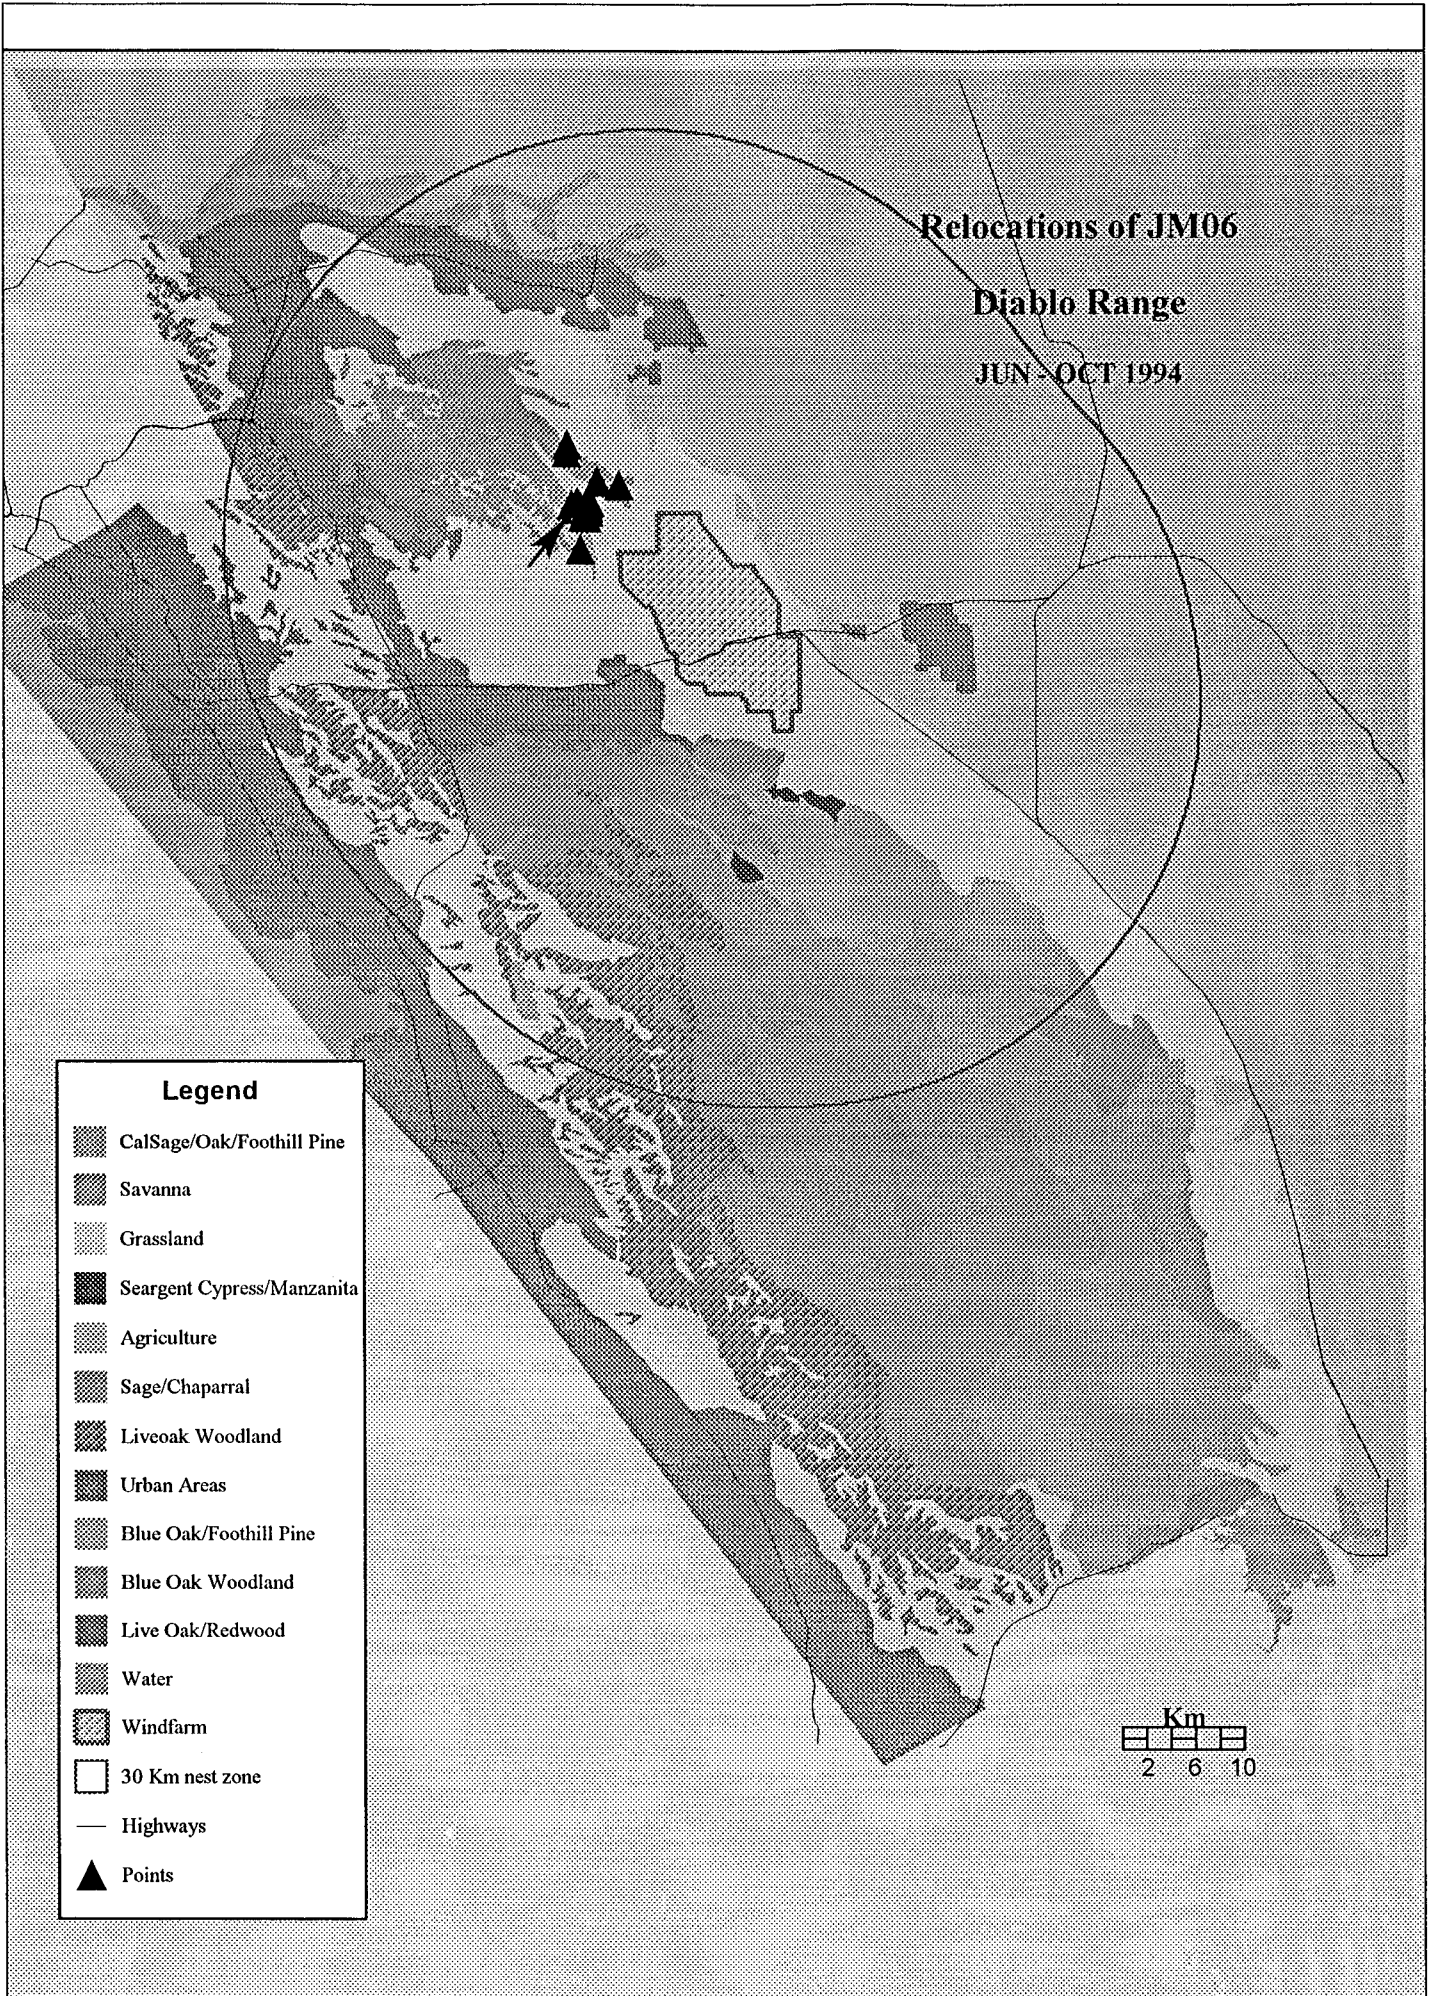 Relocations of JM06
Diablo Range
JUN - OCT 1994
Legend
CalSage/Oak/Foothill Pine
Savanna
Grassland
Seargent Cypress/Manzanita
Agriculture
Sage/Chaparral
Liveoak Woodland
Urban Areas
Blue Oak/Foothill Pine
Blue Oak Woodland
Live Oak/Redwood
Water
Windfarm
30 Km nest zone
Highways
Points
Km
2 6 10